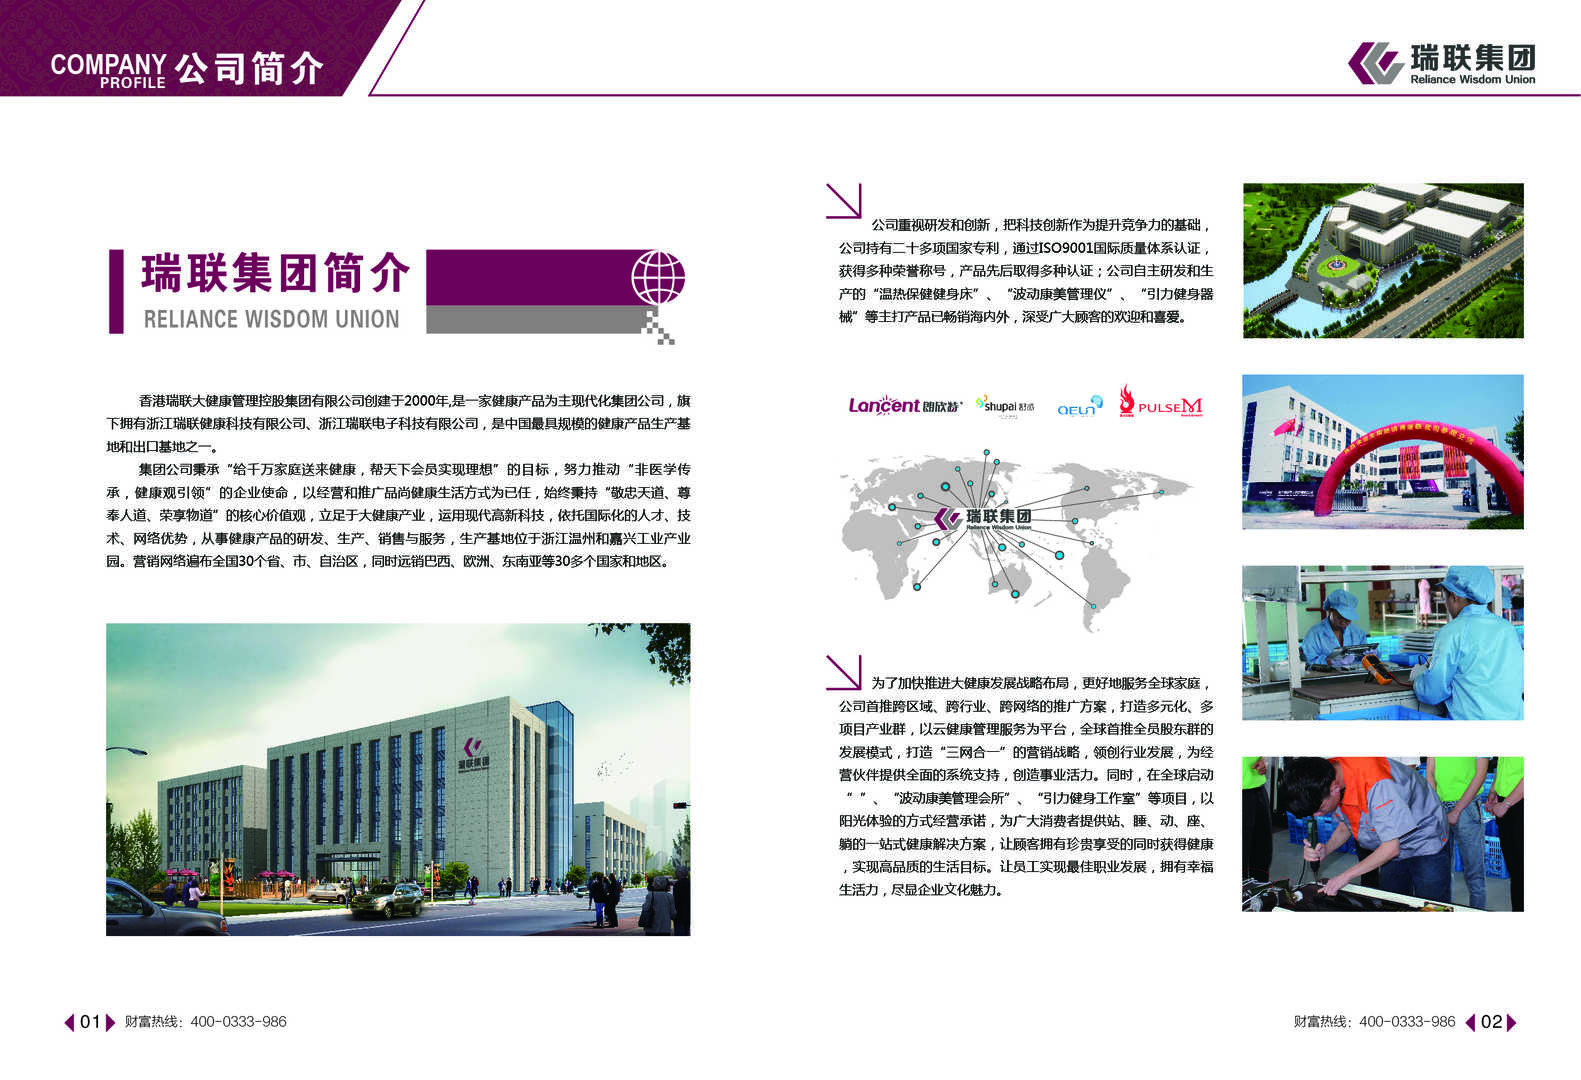 COMPANY
PROFILE
公司简介
瑞联集团
Reliance Wisdom Union
瑞联集团简介
RELIANCE WISDOM UNION
香港瑞联大健康管理控股集团有限公司创建于2000年,是一家健康产品为主现代化集团公司，旗
下拥有浙江瑞联健康科技有限公司、浙江瑞联电子科技有限公司，是中国最具规模的健康产品生产基
地和出口基地之一。
集团公司秉承“给千万家庭送来健康，帮天下会员实现理想”的目标，努力推动“非医学传
承，健康观引领”的企业使命，以经营和推广品尚健康生活方式为已任，始终秉持“敬忠天道、尊
奉人道、荣享物道”的核心价值观，立足于大健康产业，运用现代高新科技，依托国际化的人才、技
术、网络优势，从事健康产品的研发、生产、销售与服务，生产基地位于浙江温州和嘉兴工业产业
园。营销网络遍布全国30个省、市、自治区，同时远销巴西、欧洲、东南亚等30多个国家和地区。
瑞联集团
公司重视研发和创新，把科技创新作为提升竞争力的基础，
公司持有二十多项国家专利，通过ISO9001国际质量体系认证，
获得多种荣誉称号，产品先后取得多种认证；公司自主研发和生
产的“温热保健健身床”、“波动康美管理仪”、“引力健身器
械”等主打产品已畅销海内外，深受广大顾客的欢迎和喜爱。
Lancent 朗欣特
shupai 舒派
QELN
PULSEM
瑞联集团
Reliance Wisdom Union
为了加快推进大健康发展战略布局，更好地服务全球家庭，
公司首推跨区域、跨行业、跨网络的推广方案，打造多元化、多
项目产业群，以云健康管理服务为平台，全球首推全员股东群的
发展模式，打造“三网合一”的营销战略，领创行业发展，为经
营伙伴提供全面的系统支持，创造事业活力。同时，在全球启动
“ ”、“波动康美管理会所”、“引力健身工作室”等项目，以
阳光体验的方式经营承诺，为广大消费者提供站、睡、动、座、
躺的一站式健康解决方案，让顾客拥有珍贵享受的同时获得健康
，实现高品质的生活目标。让员工实现最佳职业发展，拥有幸福
生活力，尽显企业文化魅力。
01 财富热线：400-0333-986
财富热线：400-0333-986 02